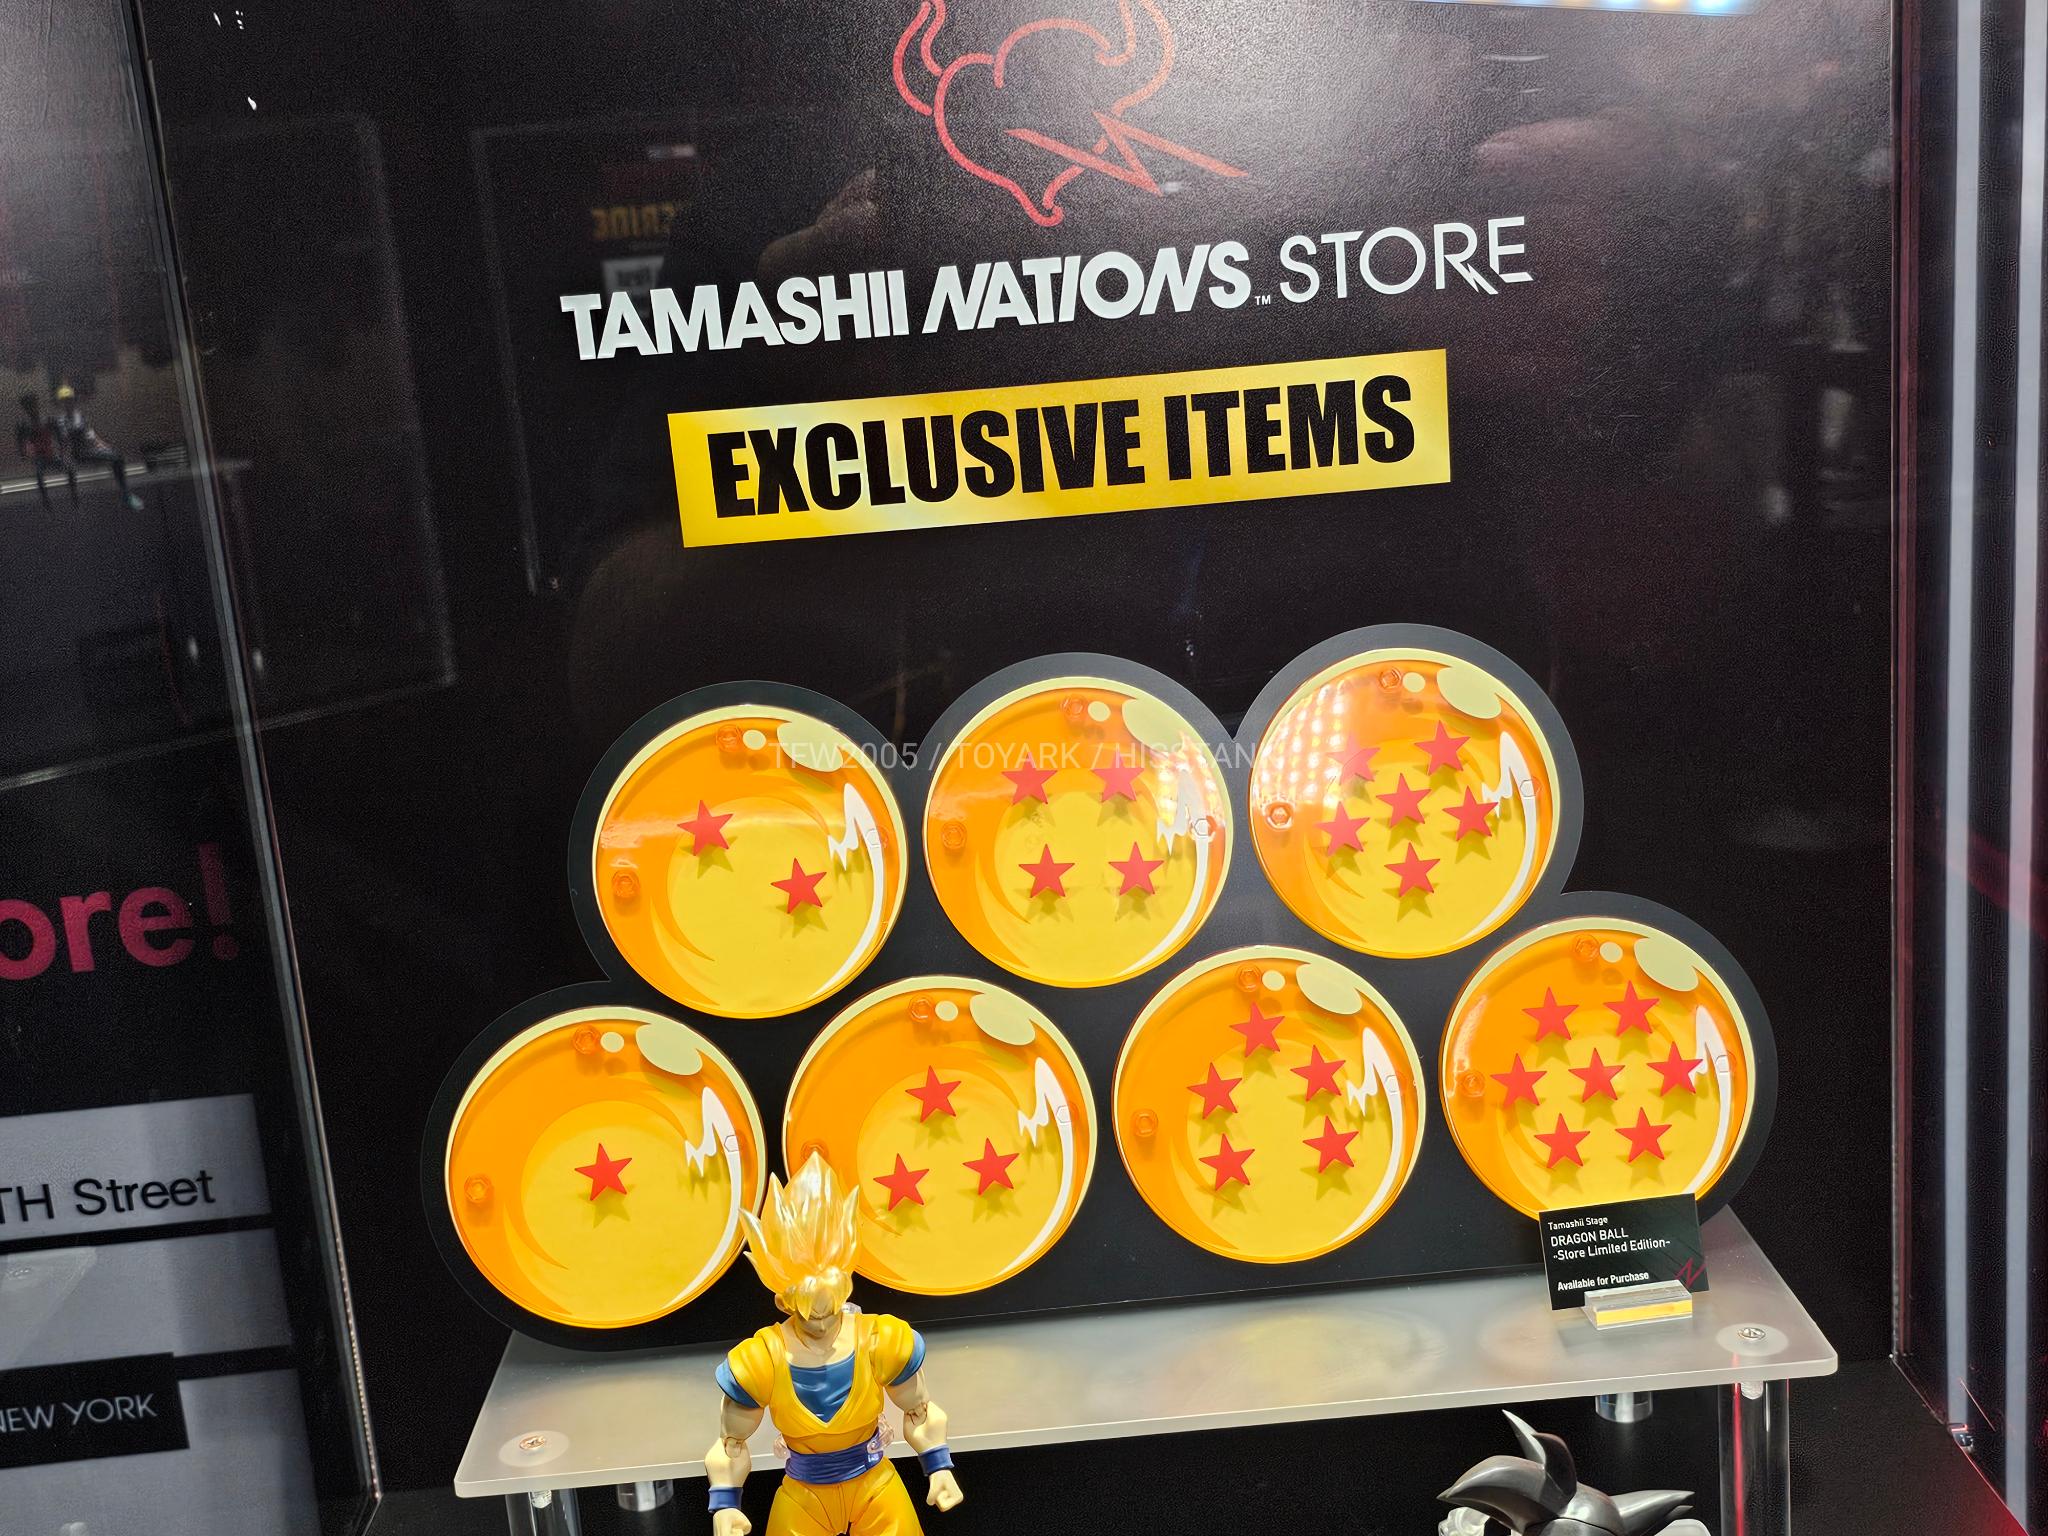 TAMASHII NATIONS™ STORE
EXCLUSIVE ITEMS
TFW2005 / TOYARK / HISSTANK
ore!
TH Street
NEW YORK
Tamashii Stage
DRAGON BALL
-Store Limited Edition-
Available for Purchase